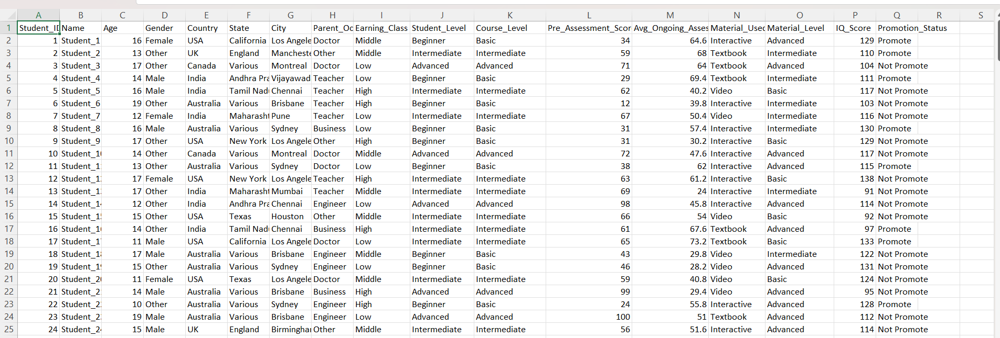 A B C D E F G H I J K L M N O P Q R S
1 Student_ID Name Age Gender Country State City Parent_Oc Earning_Class Student_Level Course_Level Pre_Assessment_Scor Avg_Ongoing_Asses Material_Used Material_Level IQ_Score Promotion_Status
2 1 Student_1 16 Female USA California Los Angele Doctor Middle Beginner Basic 34 64.6 Interactive Advanced 129 Promote
3 2 Student_2 13 Other UK England Manchest Other Middle Intermediate Intermediate 59 68 Textbook Intermediate 110 Promote
4 3 Student_3 17 Other Canada Various Montreal Doctor Low Advanced Advanced 71 64 Textbook Advanced 104 Not Promote
5 4 Student_4 14 Male India Andhra Pra Vijayawad Teacher Low Beginner Basic 29 69.4 Textbook Intermediate 111 Promote
6 5 Student_5 16 Male India Tamil Nad Chennai Teacher High Intermediate Intermediate 62 40.2 Video Basic 117 Not Promote
7 6 Student_6 19 Other Australia Various Brisbane Teacher High Beginner Basic 12 39.8 Interactive Intermediate 103 Not Promote
8 7 Student_7 12 Female India Maharasht Pune Teacher Low Intermediate Intermediate 67 50.4 Video Intermediate 116 Not Promote
9 8 Student_8 16 Male Australia Various Sydney Business Low Beginner Basic 31 57.4 Interactive Intermediate 130 Promote
10 9 Student_9 17 Other USA New York Los Angele Other High Beginner Basic 31 30.2 Interactive Basic 129 Not Promote
11 10 Student_10 14 Other Canada Various Montreal Doctor Middle Advanced Advanced 72 47.6 Interactive Advanced 117 Not Promote
12 11 Student_11 13 Other Australia Various Sydney Doctor Low Beginner Basic 38 62 Interactive Advanced 115 Promote
13 12 Student_12 17 Female USA New York Los Angele Teacher High Intermediate Intermediate 63 61.2 Interactive Basic 138 Not Promote
14 13 Student_13 17 Other India Maharasht Mumbai Teacher Middle Intermediate Intermediate 69 24 Interactive Intermediate 91 Not Promote
15 14 Student_14 12 Other India Andhra Pra Chennai Engineer Low Advanced Advanced 98 45.8 Interactive Advanced 114 Not Promote
16 15 Student_15 15 Other USA Texas Houston Other Middle Intermediate Intermediate 66 54 Video Basic 92 Not Promote
17 16 Student_16 14 Other India Tamil Nad Chennai Business High Intermediate Intermediate 61 67.6 Textbook Advanced 97 Promote
18 17 Student_17 11 Male USA California Los Angele Doctor Low Intermediate Intermediate 65 73.2 Textbook Basic 133 Promote
19 18 Student_18 17 Male Australia Various Brisbane Engineer Middle Beginner Basic 43 29.8 Video Intermediate 122 Not Promote
20 19 Student_19 15 Other Australia Various Sydney Engineer Low Beginner Basic 46 28.2 Video Advanced 131 Not Promote
21 20 Student_20 11 Female USA Texas Los Angele Doctor Middle Intermediate Intermediate 59 40.8 Video Basic 124 Not Promote
22 21 Student_21 14 Male Australia Various Brisbane Business High Advanced Advanced 99 29.4 Video Advanced 95 Not Promote
23 22 Student_22 10 Other Australia Various Sydney Engineer High Beginner Basic 24 55.8 Interactive Advanced 128 Promote
24 23 Student_23 19 Male Australia Various Brisbane Engineer Low Advanced Advanced 100 51 Textbook Advanced 112 Not Promote
25 24 Student_24 15 Male UK England Birmingha Other Middle Intermediate Intermediate 56 51.6 Interactive Advanced 114 Not Promote